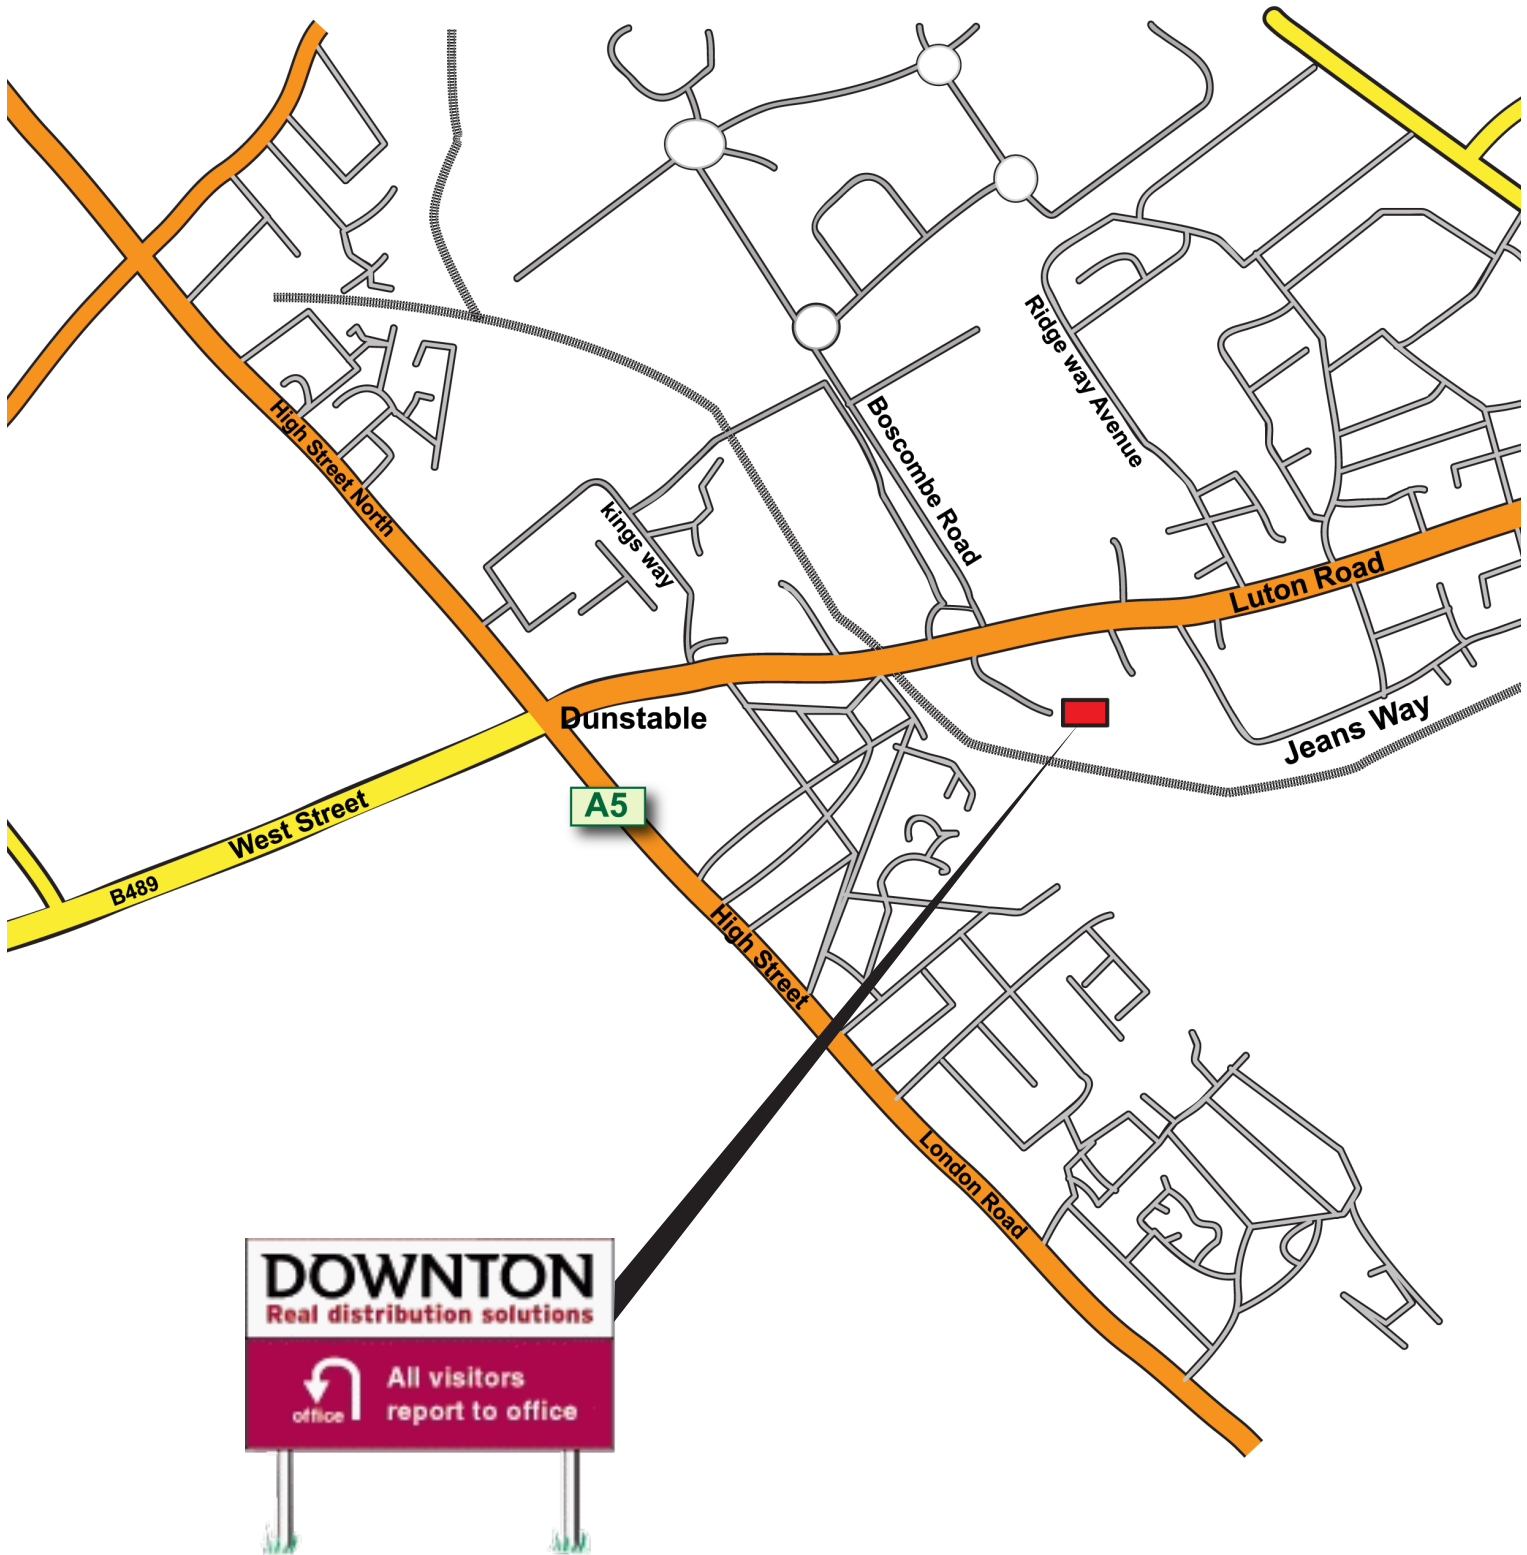 Ridge way Avenue
Boscombe Road
High Street North
kings way
Luton Road
Dunstable
Jeans Way
A5
West Street
B489
High Street
London Road
DOWNTON
Real distribution solutions
All visitors
report to office
office